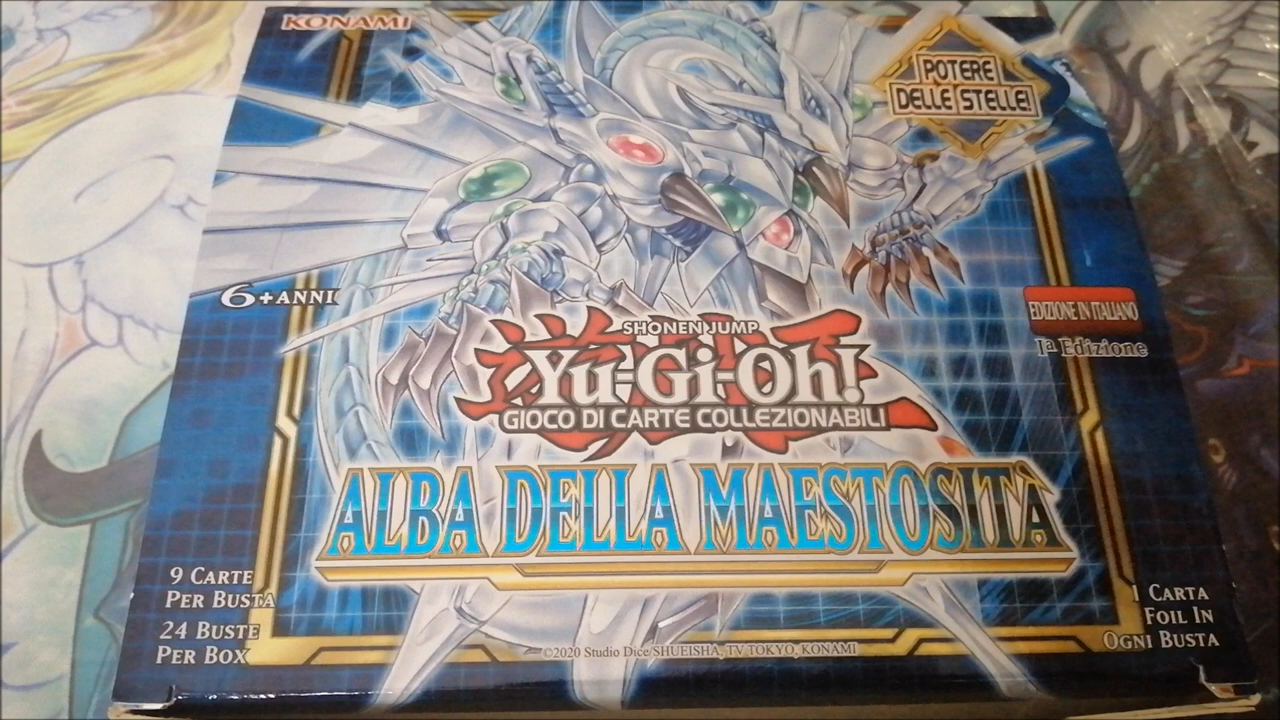 KONAMI
POTERE
DELLE STELLE!
6+ANNI
EDIZIONE IN ITALIANO
1ª Edizione
SHONEN JUMP
Yu-Gi-Oh!
GIOCO DI CARTE COLLEZIONABILI
ALBA DELLA MAESTOSITÀ
9 CARTE
PER BUSTA
24 BUSTE
PER BOX
1 CARTA
FOIL IN
OGNI BUSTA
©2020 Studio Dice/SHUEISHA, TV TOKYO, KONAMI